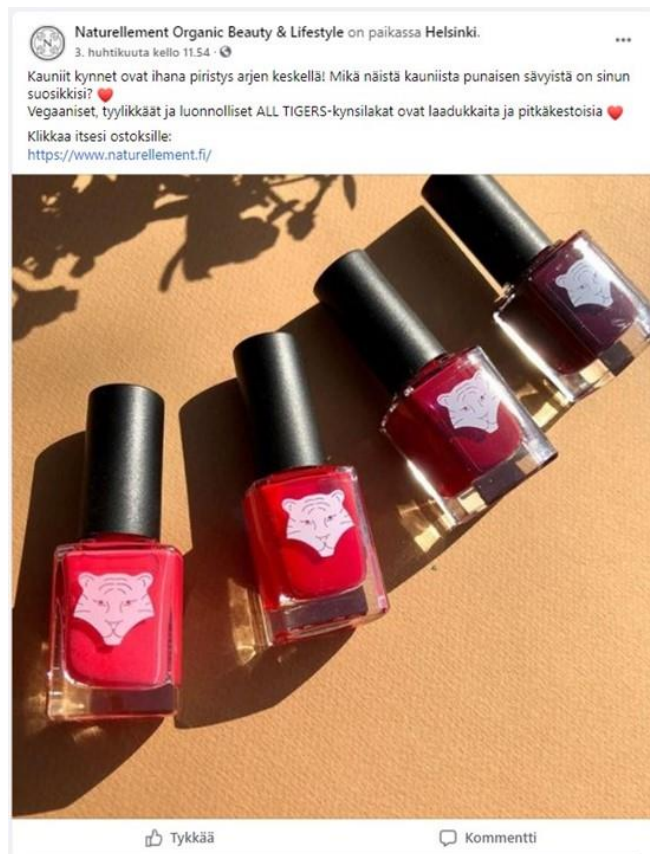 Naturellement Organic Beauty & Lifestyle on paikassa Helsinki.
3. huhtikuuta kello 11.54 ·
Kauniit kynnet ovat ihana piristys arjen keskellä! Mikä näistä kauniista punaisen sävyistä on sinun
suosikkisi? ❤️
Vegaaniset, tyylikkäät ja luonnolliset ALL TIGERS-kynsilakat ovat laadukkaita ja pitkäkestoisia ❤️
Klikkaa itsesi ostoksille:
https://www.naturellement.fi/
Tykkää
Kommentti